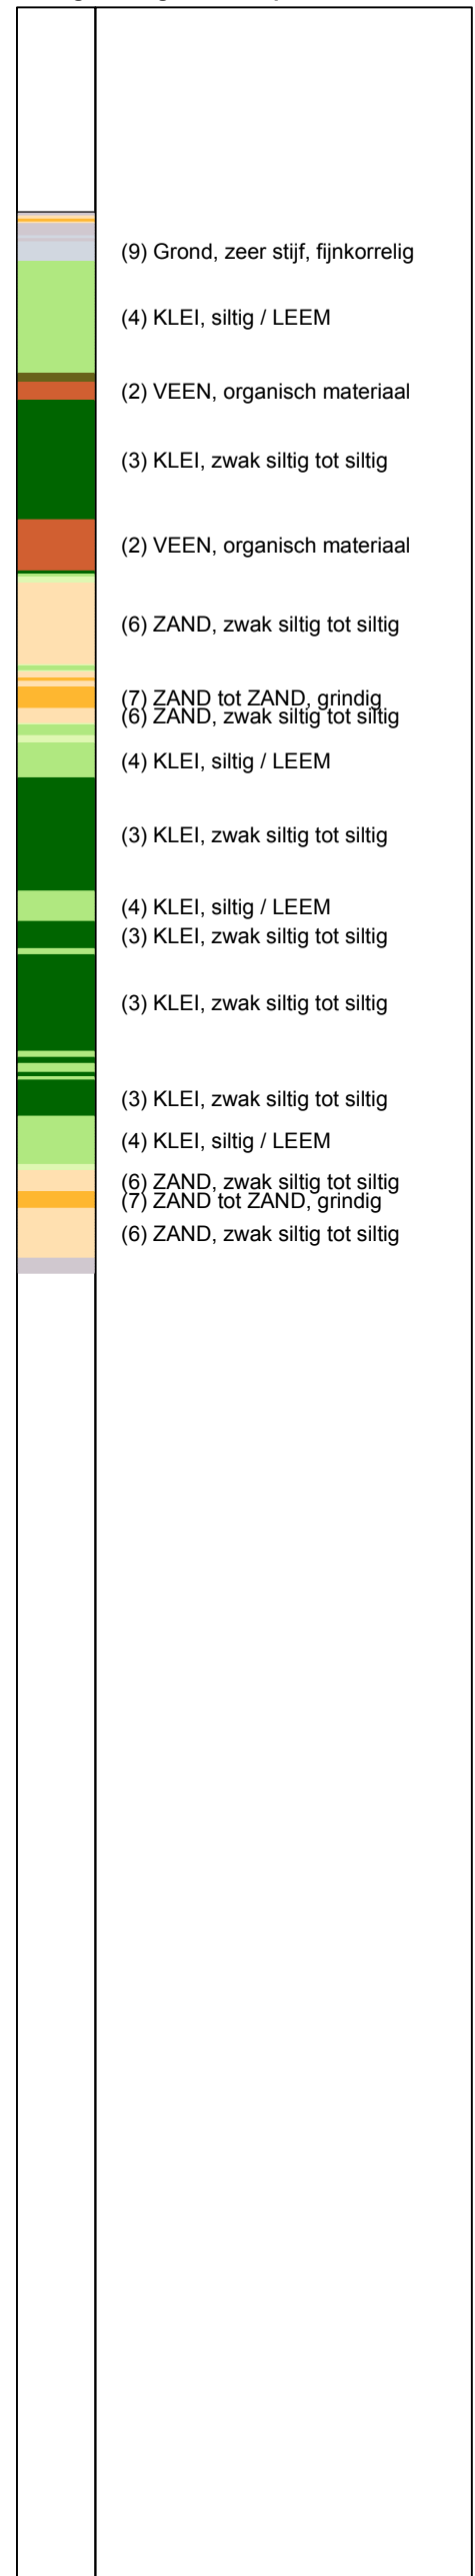 (9) Grond, zeer stijf, fijnkorrelig
(4) KLEI, siltig / LEEM
(2) VEEN, organisch materiaal
(3) KLEI, zwak siltig tot siltig
(2) VEEN, organisch materiaal
(6) ZAND, zwak siltig tot siltig
(7) ZAND tot ZAND, grindig
(6) ZAND, zwak siltig tot siltig
(4) KLEI, siltig / LEEM
(3) KLEI, zwak siltig tot siltig
(4) KLEI, siltig / LEEM
(3) KLEI, zwak siltig tot siltig
(3) KLEI, zwak siltig tot siltig
(3) KLEI, zwak siltig tot siltig
(4) KLEI, siltig / LEEM
(6) ZAND, zwak siltig tot siltig
(7) ZAND tot ZAND, grindig
(6) ZAND, zwak siltig tot siltig